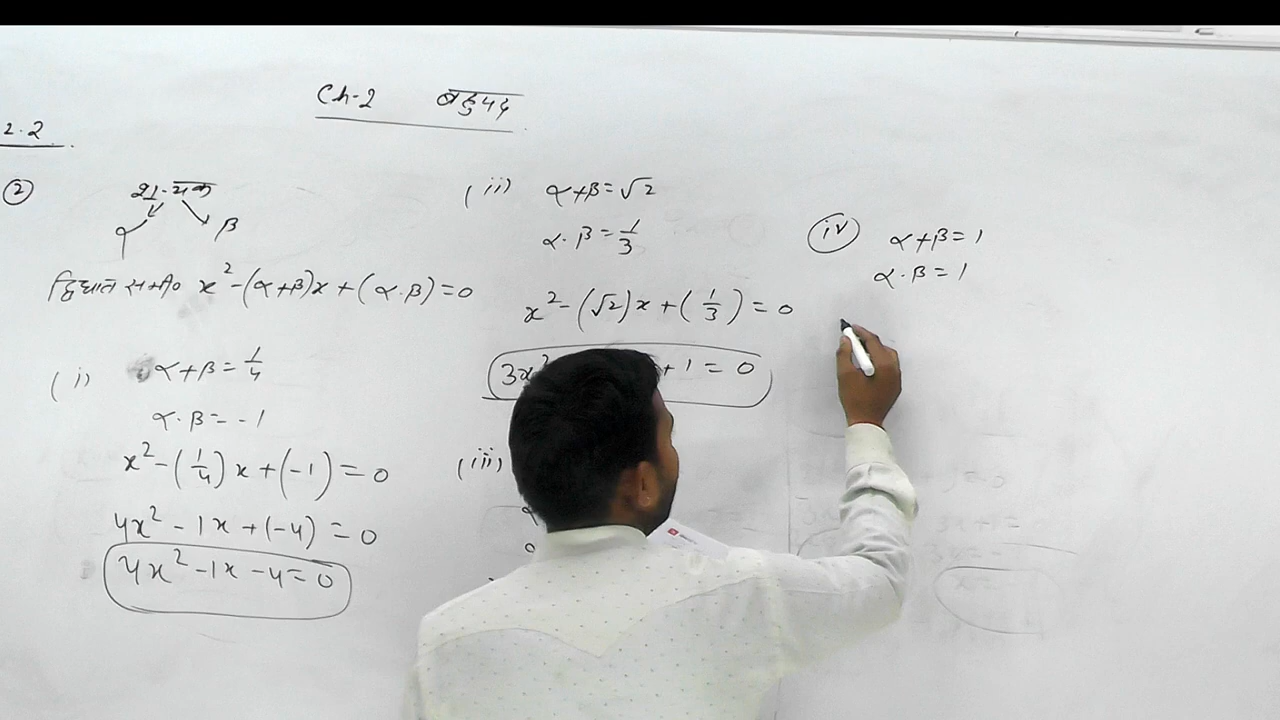 Ch-2 बहुपद
2.2
②
शून्यक
α β
द्विघात समी० x² - (α+β)x + (α.β) = 0
(i) α+β = 1/4
α.β = -1
x² - (1/4)x + (-1) = 0
4x² - 1x + (-4) = 0
4x² - 1x - 4 = 0
(ii) α+β = √2
α.β = 1/3
x² - (√2)x + (1/3) = 0
3x² + 1 = 0
(iii)
(iv) α+β = 1
α.β = 1